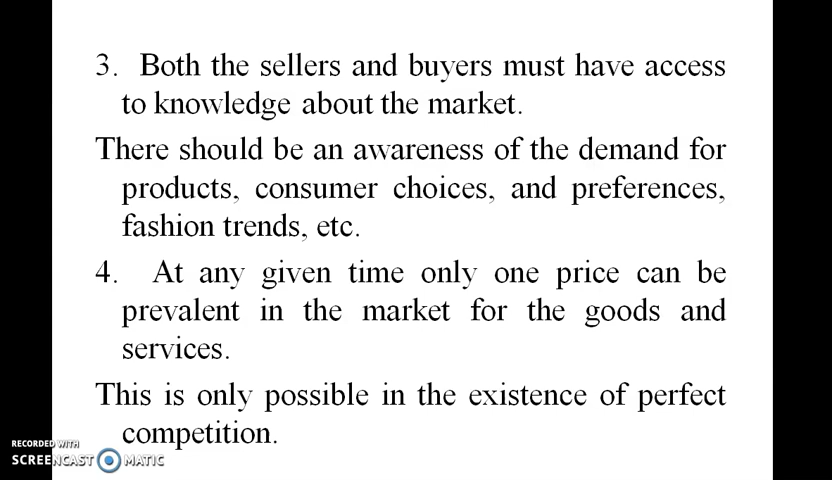 3. Both the sellers and buyers must have access
to knowledge about the market.
There should be an awareness of the demand for
products, consumer choices, and preferences,
fashion trends, etc.
4. At any given time only one price can be
prevalent in the market for the goods and
services.
This is only possible in the existence of perfect
competition.
RECORDED WITH
SCREENCAST MATIC